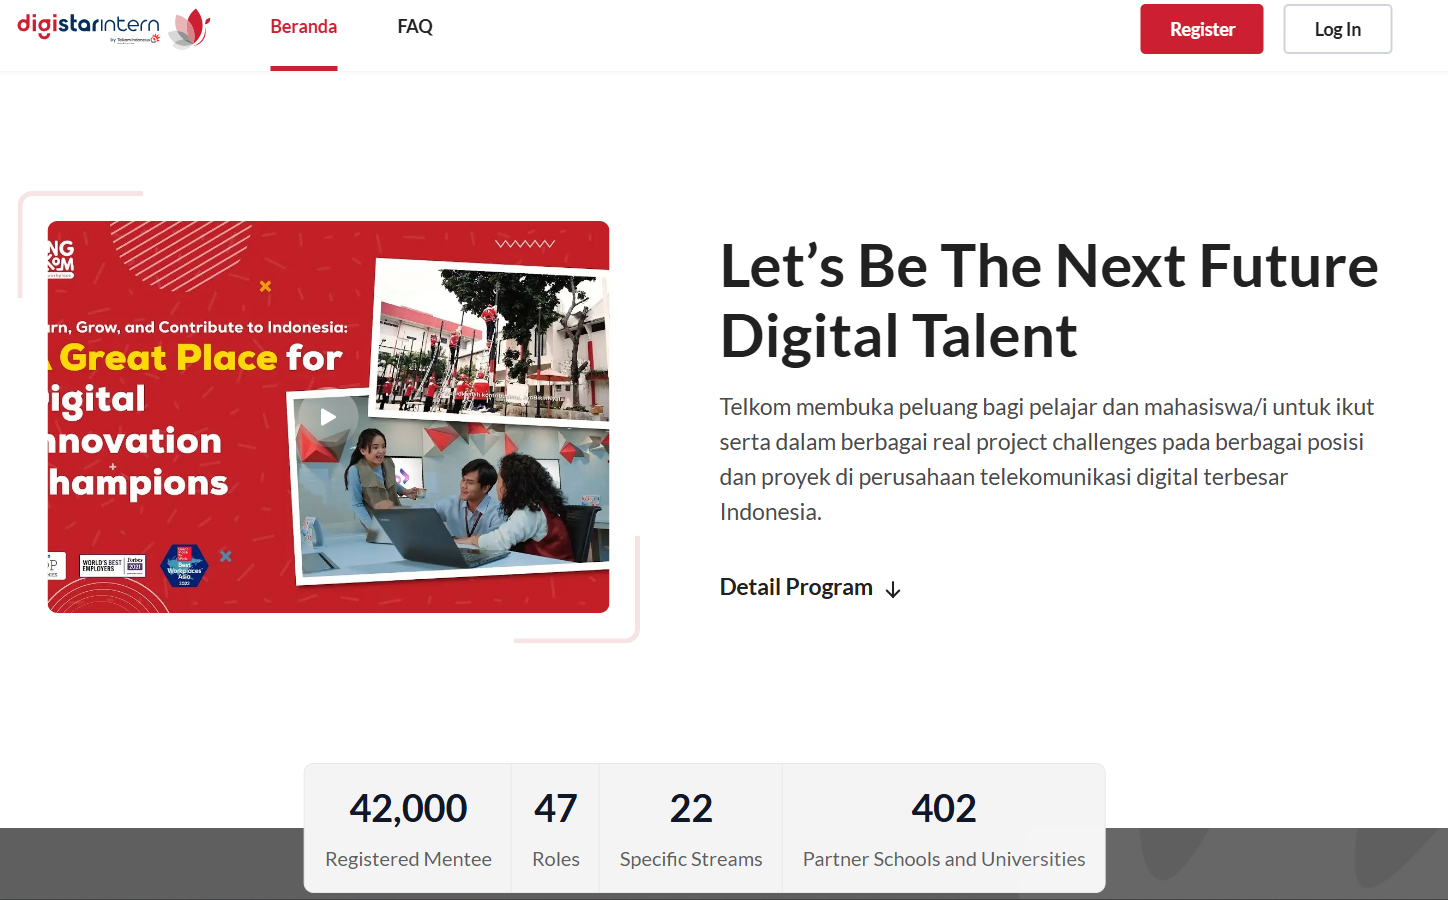 digistarintern
by Telkom Indonesia
Beranda
FAQ
Register
Log In
NG
KOM
rn, Grow, and Contribute to Indonesia:
Great Place for
igital
nnovation
hampions
WORLD'S BEST
EMPLOYERS
Forbes
2021
Best
Workplaces
Asia
2022
Let's Be The Next Future
Digital Talent
Telkom membuka peluang bagi pelajar dan mahasiswa/i untuk ikut
serta dalam berbagai real project challenges pada berbagai posisi
dan proyek di perusahaan telekomunikasi digital terbesar
Indonesia.
Detail Program ↓
42,000
Registered Mentee
47
Roles
22
Specific Streams
402
Partner Schools and Universities